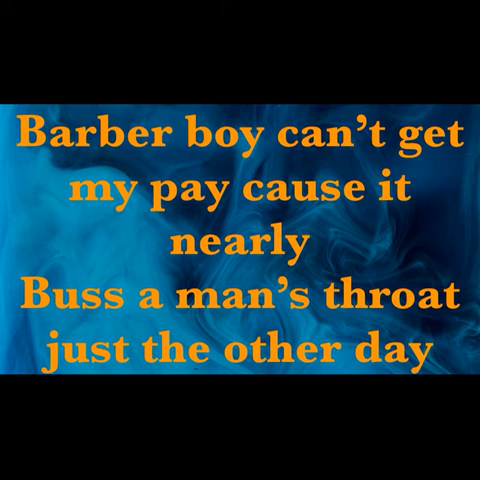 Barber boy can’t get
my pay cause it
nearly
Buss a man’s throat
just the other day